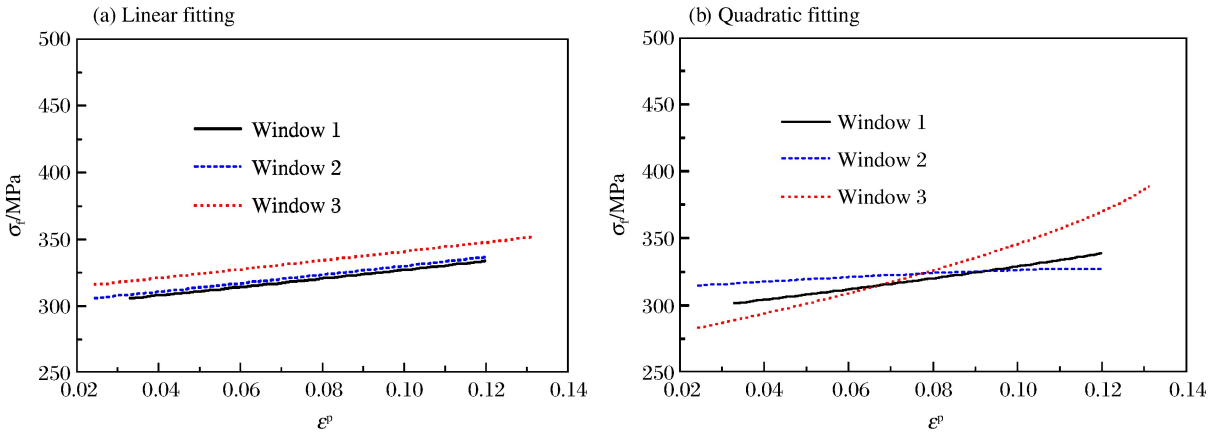 (a) Linear fitting
500
450
400
350
300
250
0.02 0.04 0.06 0.08 0.10 0.12 0.14
σf/MPa
εp
Window 1
Window 2
Window 3
(b) Quadratic fitting
500
450
400
350
300
250
0.02 0.04 0.06 0.08 0.10 0.12 0.14
σf/MPa
εp
Window 1
Window 2
Window 3